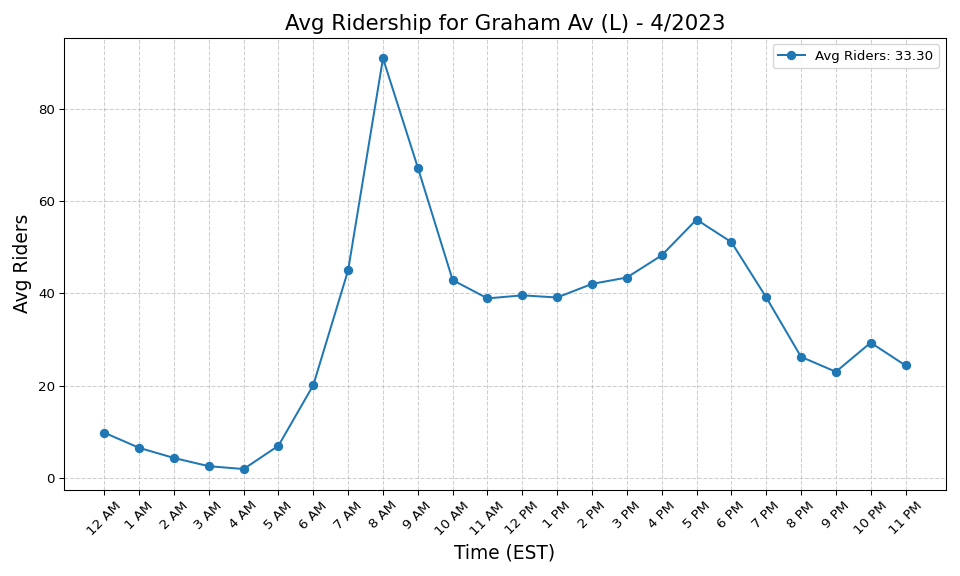 Avg Ridership for Graham Av (L) - 4/2023
Avg Riders: 33.30
Avg Riders
80
60
40
20
0
12 AM 1 AM 2 AM 3 AM 4 AM 5 AM 6 AM 7 AM 8 AM 9 AM 10 AM 11 AM 12 PM 1 PM 2 PM 3 PM 4 PM 5 PM 6 PM 7 PM 8 PM 9 PM 10 PM 11 PM
Time (EST)